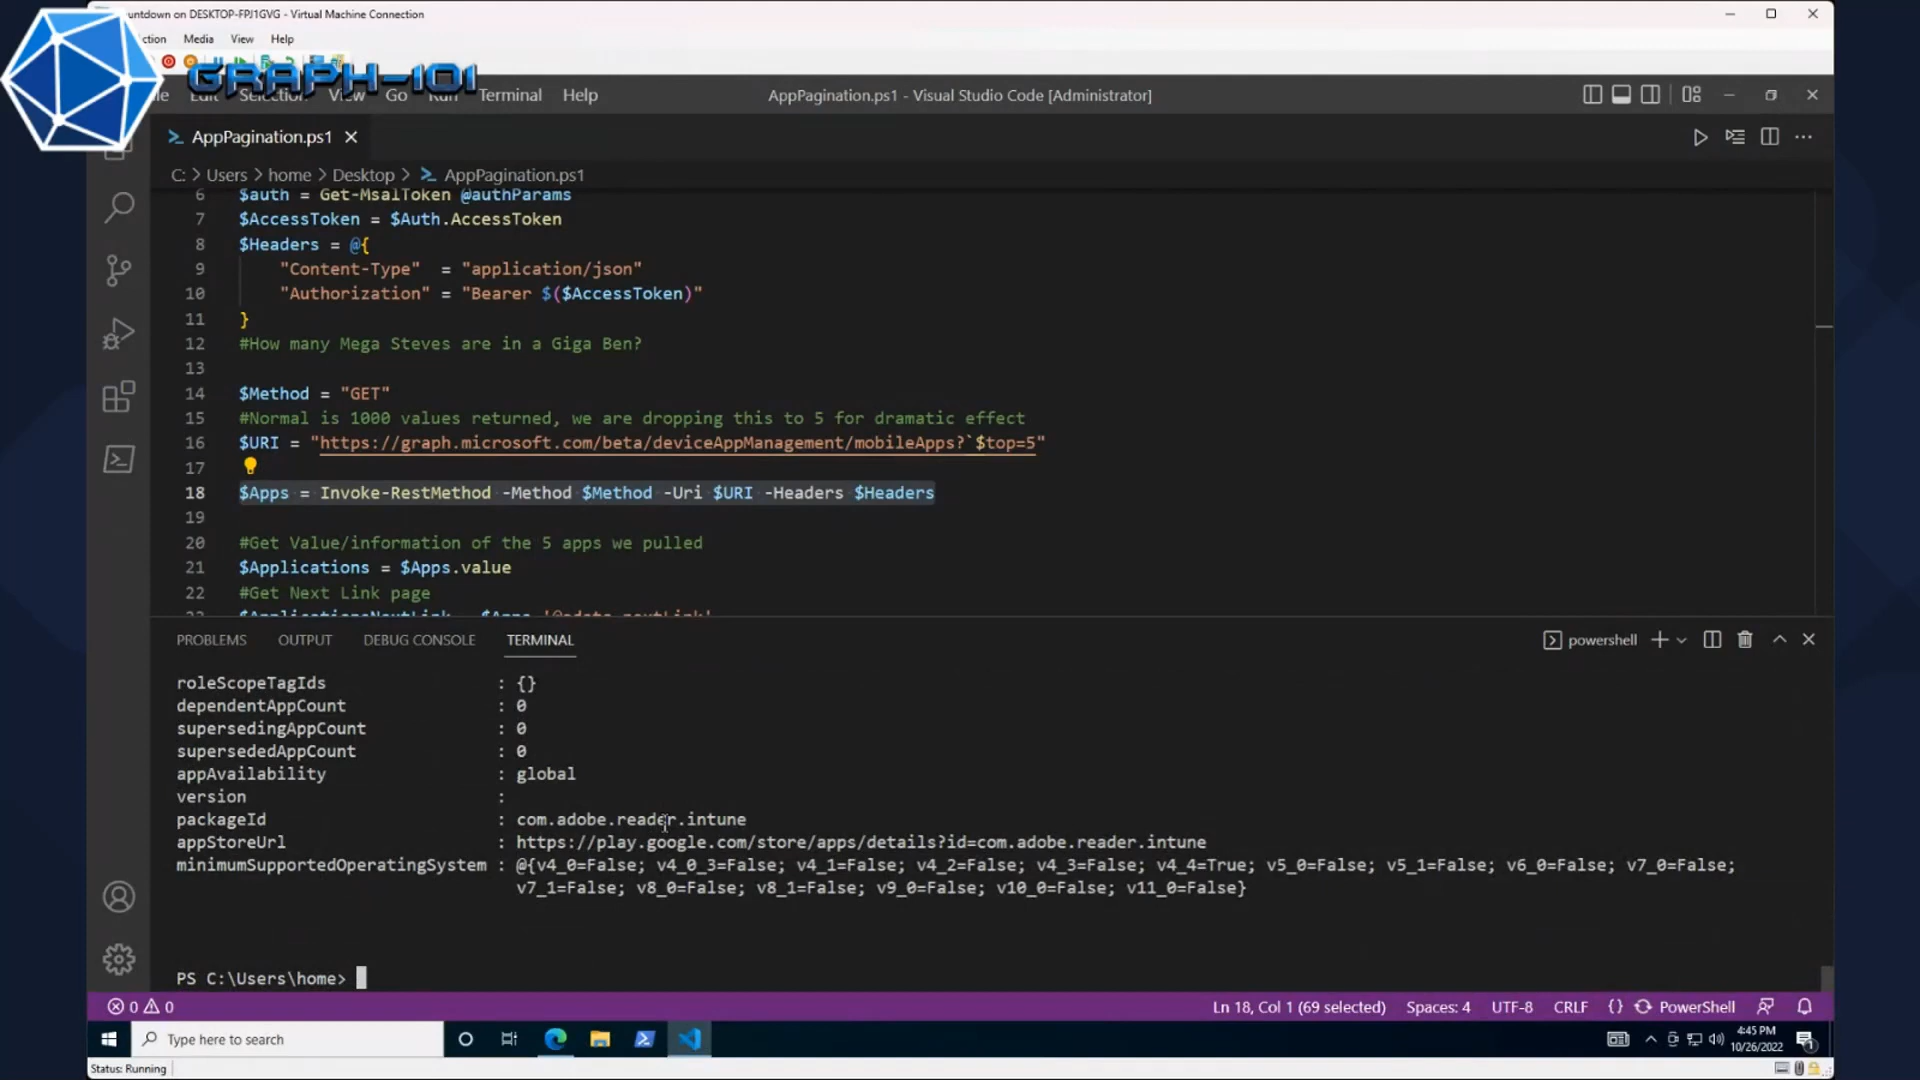 ountdown on DESKTOP-FPJ1GVG - Virtual Machine Connection
ction Media View Help
GRAPH-101
le Edit Selection View Go Run Terminal Help
AppPagination.ps1 - Visual Studio Code [Administrator]
AppPagination.ps1
C: > Users > home > Desktop > AppPagination.ps1
6 $auth = Get-MsalToken @authParams
7 $AccessToken = $Auth.AccessToken
8 $Headers = @{
9 "Content-Type" = "application/json"
10 "Authorization" = "Bearer $($AccessToken)"
11 }
12 #How many Mega Steves are in a Giga Ben?
13
14 $Method = "GET"
15 #Normal is 1000 values returned, we are dropping this to 5 for dramatic effect
16 $URI = "https://graph.microsoft.com/beta/deviceAppManagement/mobileApps?`$top=5"
17
18 $Apps = Invoke-RestMethod -Method $Method -Uri $URI -Headers $Headers
19
20 #Get Value/information of the 5 apps we pulled
21 $Applications = $Apps.value
22 #Get Next Link page
PROBLEMS OUTPUT DEBUG CONSOLE TERMINAL
powershell
roleScopeTagIds : {}
dependentAppCount : 0
supersedingAppCount : 0
supersededAppCount : 0
appAvailability : global
version :
packageId : com.adobe.reader.intune
appStoreUrl : https://play.google.com/store/apps/details?id=com.adobe.reader.intune
minimumSupportedOperatingSystem : @{v4_0=False; v4_0_3=False; v4_1=False; v4_2=False; v4_3=False; v4_4=True; v5_0=False; v5_1=False; v6_0=False; v7_0=False;
v7_1=False; v8_0=False; v8_1=False; v9_0=False; v10_0=False; v11_0=False}
PS C:\Users\home>
0 0
Ln 18, Col 1 (69 selected) Spaces: 4 UTF-8 CRLF {} PowerShell
Type here to search
4:45 PM
10/26/2022
1
Status: Running